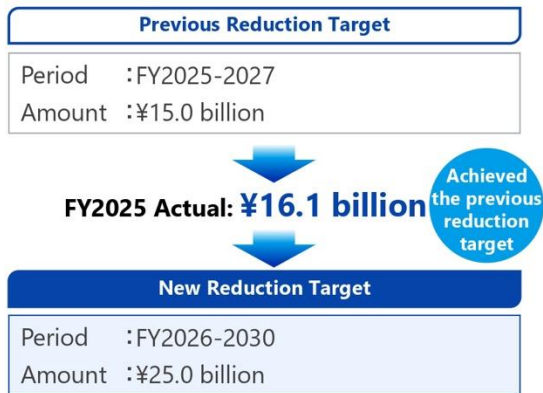 Previous Reduction Target
Period :FY2025-2027
Amount :¥15.0 billion
FY2025 Actual: ¥16.1 billion
Achieved
the previous
reduction
target
New Reduction Target
Period :FY2026-2030
Amount :¥25.0 billion